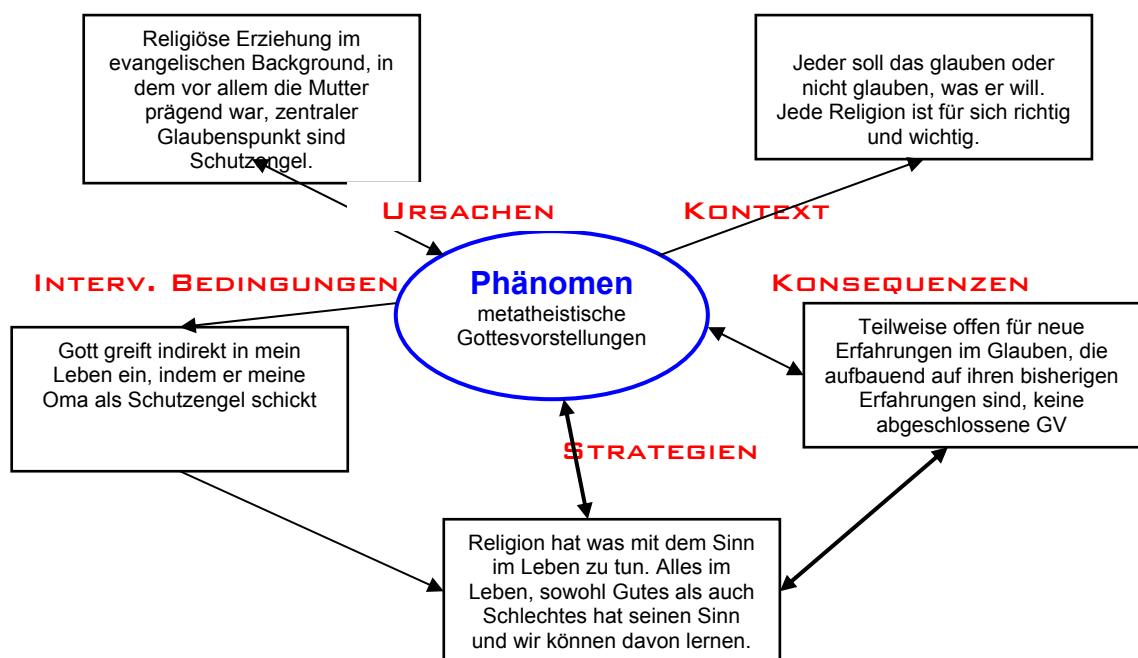 Religiöse Erziehung im
evangelischen Background, in
dem vor allem die Mutter
prägend war, zentraler
Glaubenspunkt sind
Schutzengel.
Jeder soll das glauben oder
nicht glauben, was er will.
Jede Religion ist für sich richtig
und wichtig.
URSACHEN
KONTEXT
INTERV. BEDINGUNGEN
Phänomen
metatheistische
Gottesvorstellungen
KONSEQUENZEN
Gott greift indirekt in mein
Leben ein, indem er meine
Oma als Schutzengel schickt
Teilweise offen für neue
Erfahrungen im Glauben, die
aufbauend auf ihren bisherigen
Erfahrungen sind, keine
abgeschlossene GV
STRATEGIEN
Religion hat was mit dem Sinn
im Leben zu tun. Alles im
Leben, sowohl Gutes als auch
Schlechtes hat seinen Sinn
und wir können davon lernen.